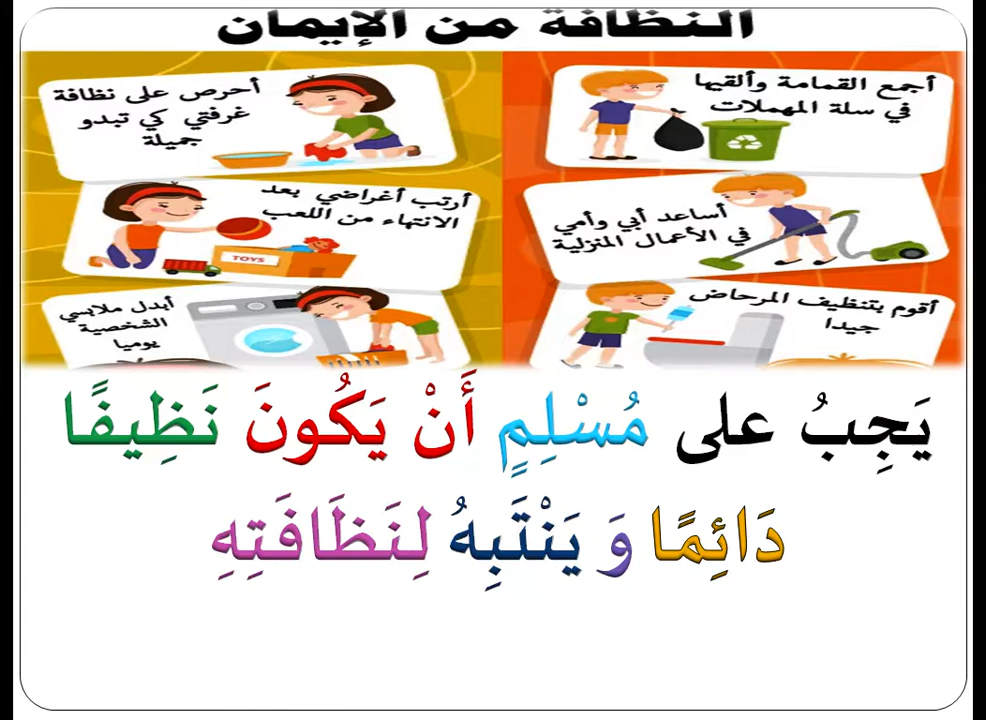 النظافة من الإيمان
أجمع القمامة وألقيها
في سلة المهملات
أحرص على نظافة
غرفتي كي تبدو
جميلة
أساعد أبي وأمي
في الأعمال المنزلية
أرتب أغراضي بعد
الانتهاء من اللعب
TOYS
أقوم بتنظيف المرحاض
جيدا
أبدل ملابسي
الشخصية
يوميا
يَجِبُ على مُسْلِمٍ أَنْ يَكُونَ نَظِيفًا
دَائِمًا وَ يَنْتَبِهُ لِنَظَافَتِهِ